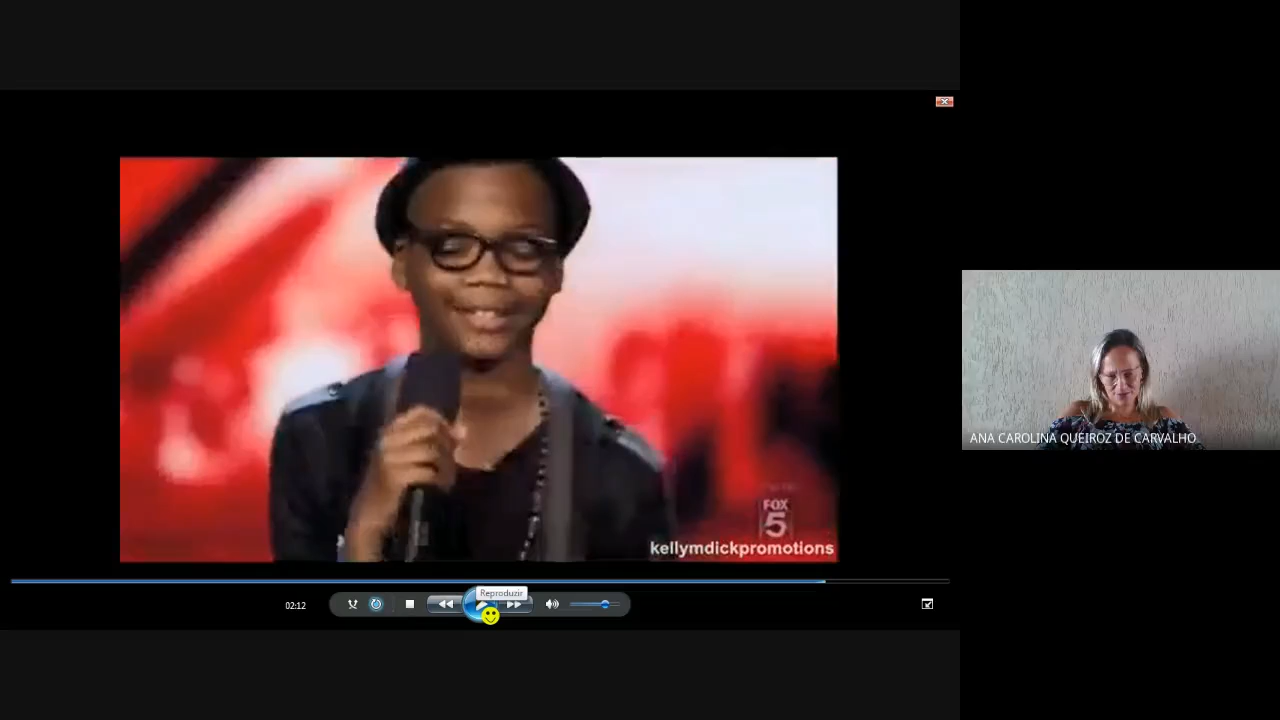 FOX
5
kellymdickpromotions
ANA CAROLINA QUEIROZ DE CARVALHO
Reproduzir
02:12